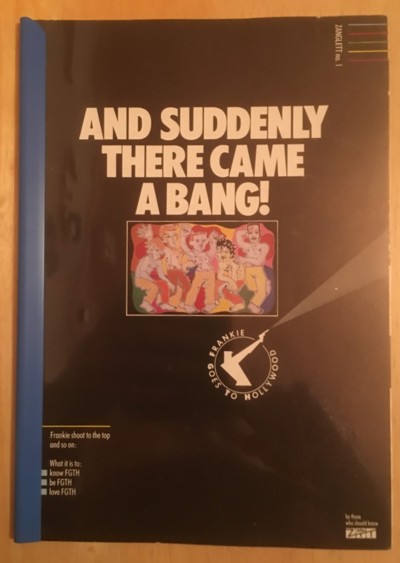 ZANGLETT no. 1
AND SUDDENLY
THERE CAME
A BANG!
FRANKIE GOES TO HOLLYWOOD
Frankie shoot to the top
and so on:
What it is to:
know FGTH
be FGTH
love FGTH
by those
who should know